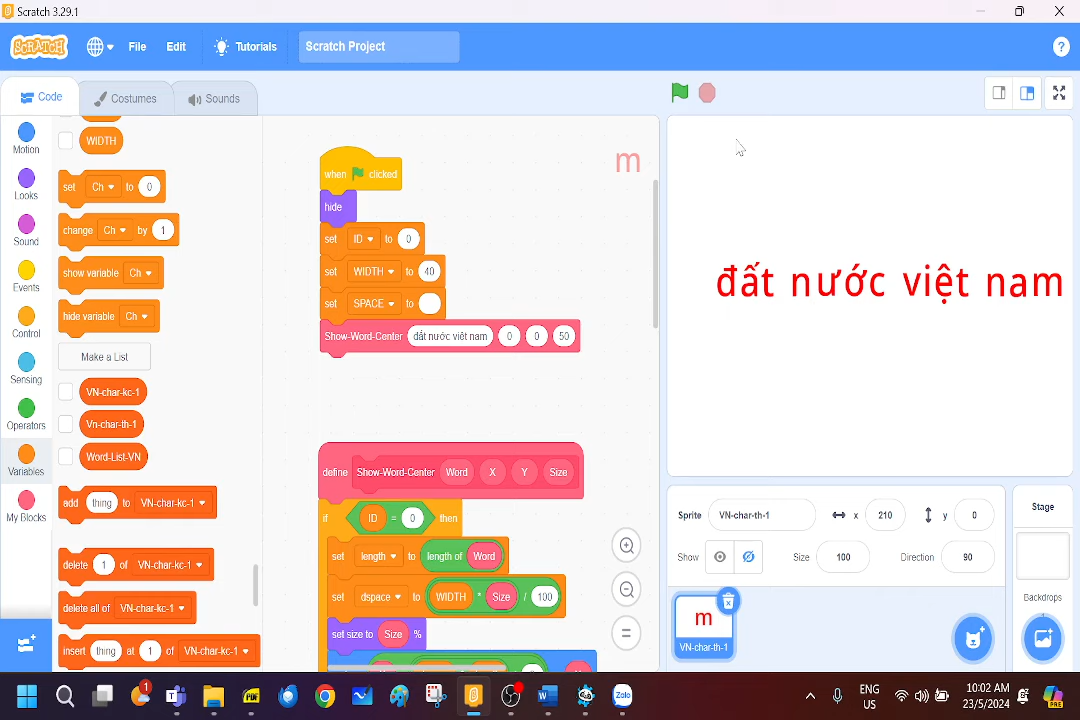 Scratch 3.29.1
SCRATCH File Edit Tutorials Scratch Project ?
Code Costumes Sounds
Motion
Looks
Sound
Events
Control
Sensing
Operators
Variables
My Blocks
WIDTH
set Ch to 0
change Ch by 1
show variable Ch
hide variable Ch
Make a List
VN-char-kc-1
Vn-char-th-1
Word-List-VN
add thing to VN-char-kc-1
delete 1 of VN-char-kc-1
delete all of VN-char-kc-1
insert thing at 1 of VN-char-kc-1
when clicked
hide
set ID to 0
set WIDTH to 40
set SPACE to
Show-Word-Center đất nước việt nam 0 0 50
m
define Show-Word-Center Word X Y Size
if ID = 0 then
set length to length of Word
set dspace to WIDTH * Size / 100
set size to Size %
đất nước việt nam
Sprite VN-char-th-1 x 210 y 0
Show Size 100 Direction 90
m
VN-char-th-1
Stage
Backdrops
1
PDF
Zalo
ENG
US
10:02 AM
23/5/2024
PRE